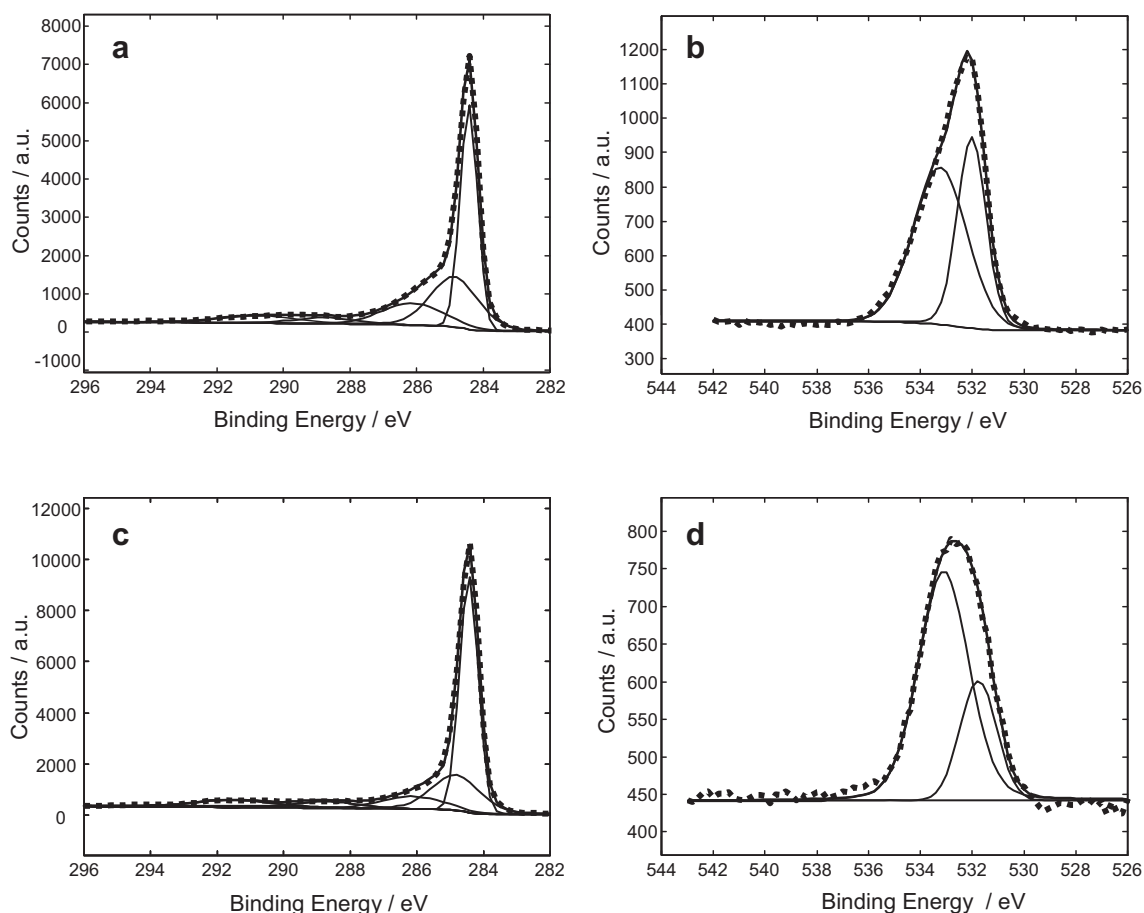 a
8000
7000
6000
5000
4000
3000
2000
1000
0
-1000
Counts / a.u.
296 294 292 290 288 286 284 282
Binding Energy / eV
b
1200
1100
1000
900
800
700
600
500
400
300
Counts / a.u.
544 542 540 538 536 534 532 530 528 526
Binding Energy / eV
c
12000
10000
8000
6000
4000
2000
0
Counts / a.u.
296 294 292 290 288 286 284 282
Binding Energy / eV
d
800
750
700
650
600
550
500
450
400
Counts / a.u.
544 542 540 538 536 534 532 530 528 526
Binding Energy / eV